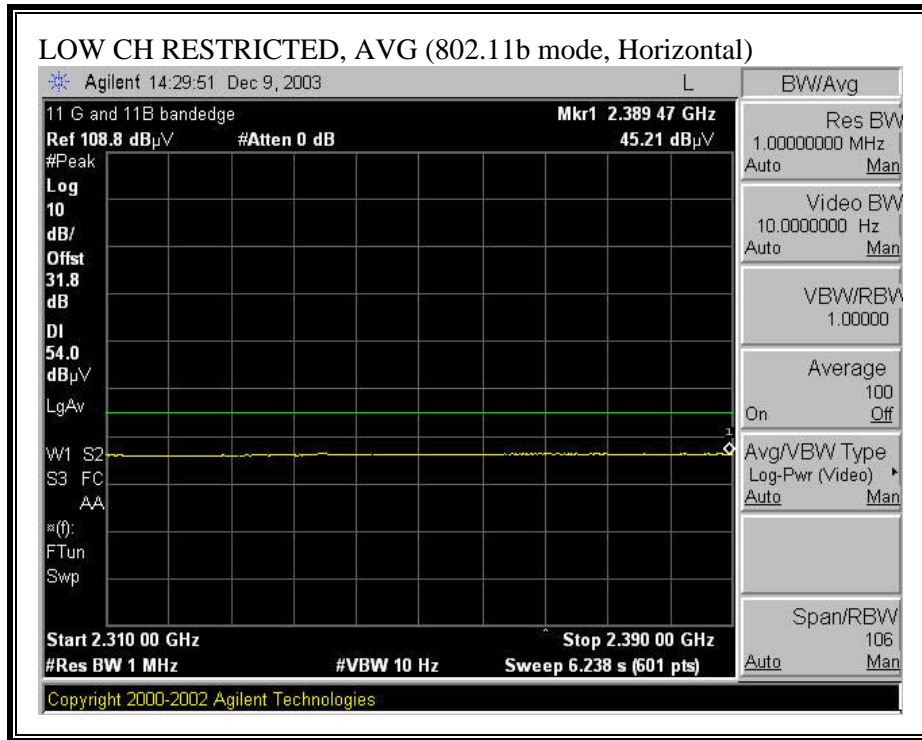 LOW CH RESTRICTED, AVG (802.11b mode, Horizontal)
Agilent 14:29:51 Dec 9, 2003 L
BW/Avg
11 G and 11B bandedge Mkr1 2.389 47 GHz
Ref 108.8 dBµV #Atten 0 dB 45.21 dBµV
#Peak
Log
10
dB/
Offst
31.8
dB
DI
54.0
dBµV
LgAv
1
W1 S2
S3 FC
AA
¤(f):
FTun
Swp
Start 2.310 00 GHz Stop 2.390 00 GHz
#Res BW 1 MHz #VBW 10 Hz Sweep 6.238 s (601 pts)
Res BW
1.00000000 MHz
Auto Man
Video BW
10.0000000 Hz
Auto Man
VBW/RBW
1.00000
Average
100
On Off
Avg/VBW Type
Log-Pwr (Video)
Auto Man
Span/RBW
106
Auto Man
Copyright 2000-2002 Agilent Technologies